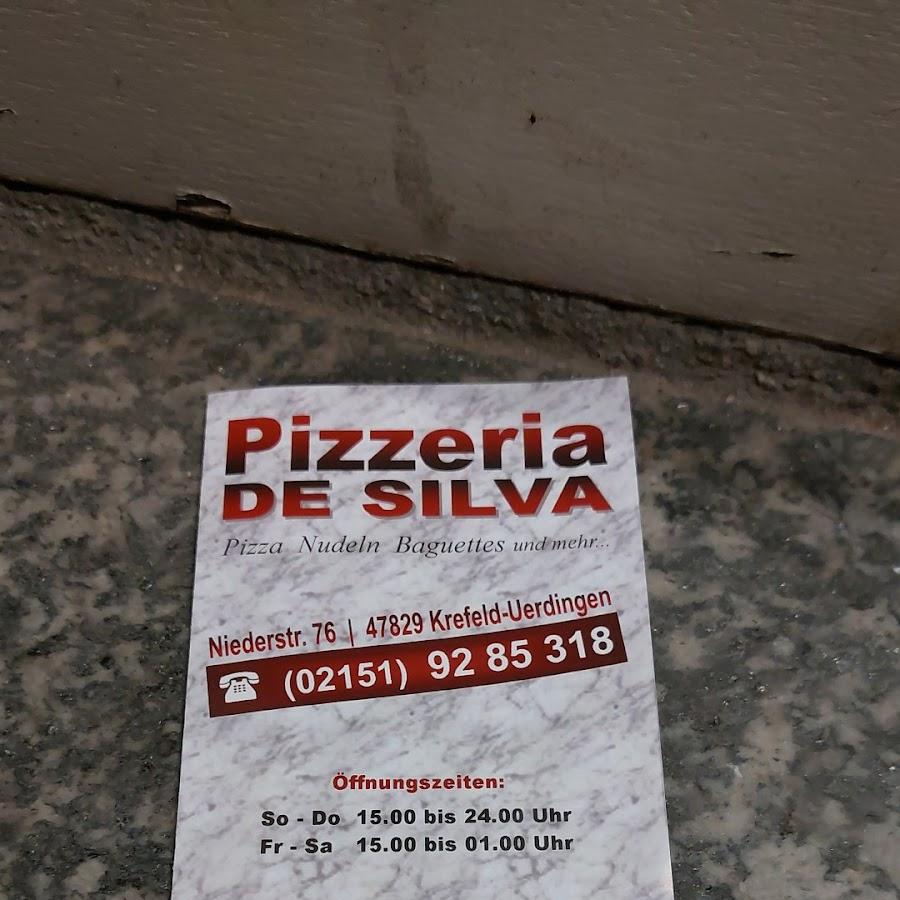 Pizzeria
DE SILVA
Pizza Nudeln Baguettes und mehr...
Niederstr. 76 | 47829 Krefeld-Uerdingen
(02151) 92 85 318
Öffnungszeiten:
So - Do 15.00 bis 24.00 Uhr
Fr - Sa 15.00 bis 01.00 Uhr